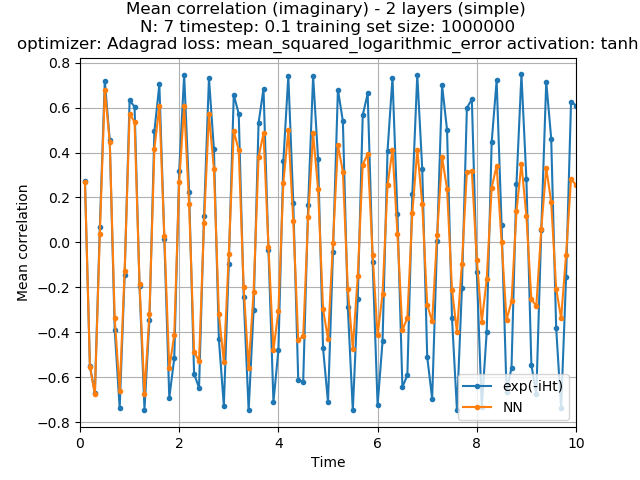 Mean correlation (imaginary) - 2 layers (simple)
N: 7 timestep: 0.1 training set size: 1000000
optimizer: Adagrad loss: mean_squared_logarithmic_error activation: tanh
0.8
0.6
0.4
0.2
0.0
−0.2
−0.4
−0.6
−0.8
Mean correlation
exp(-iHt)
NN
0 2 4 6 8 10
Time